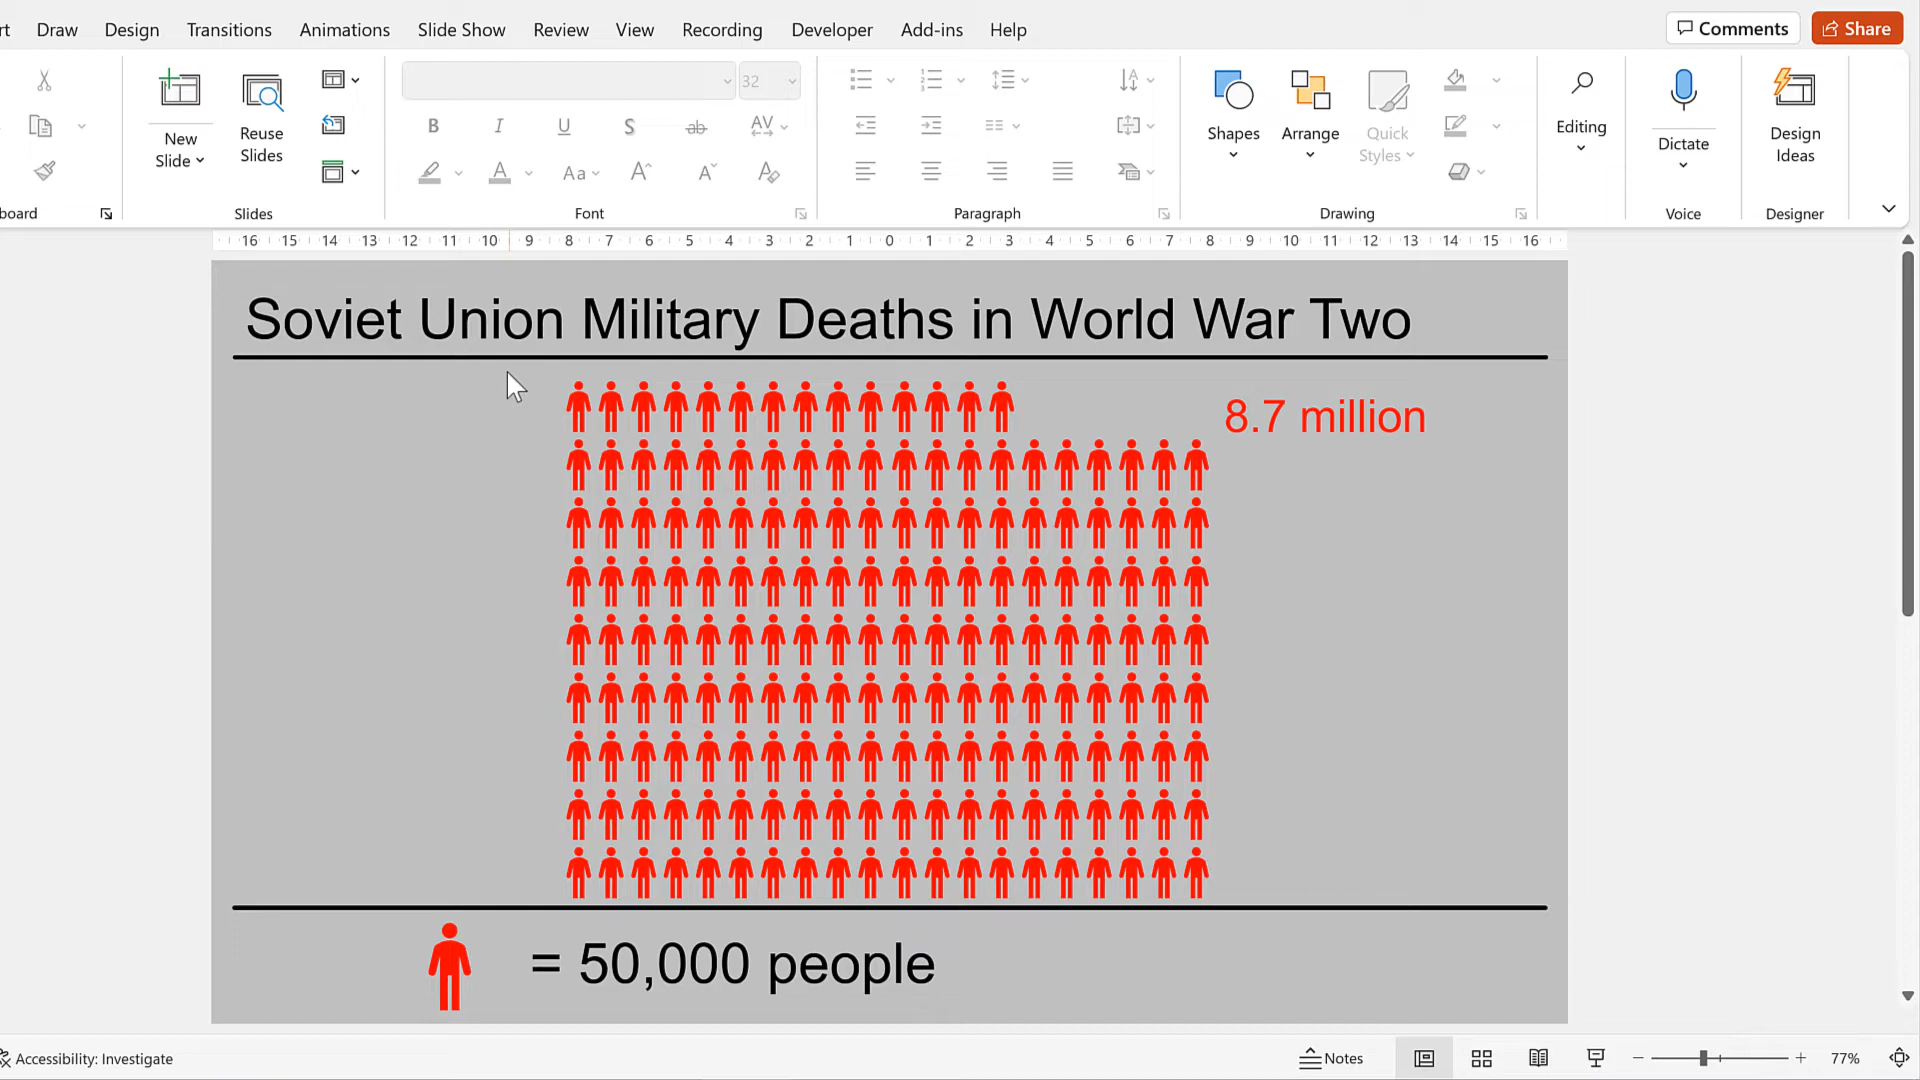 rt Draw Design Transitions Animations Slide Show Review View Recording Developer Add-ins Help Comments Share
New Slide
Reuse Slides
32
B I U S ab AV
Aa A A
Shapes
Arrange
Quick Styles
Editing
Dictate
Design Ideas
board Slides Font Paragraph Drawing Voice Designer
16 15 14 13 12 11 10 9 8 7 6 5 4 3 2 1 0 1 2 3 4 5 6 7 8 9 10 11 12 13 14 15 16
Soviet Union Military Deaths in World War Two
8.7 million
= 50,000 people
Accessibility: Investigate Notes 77%